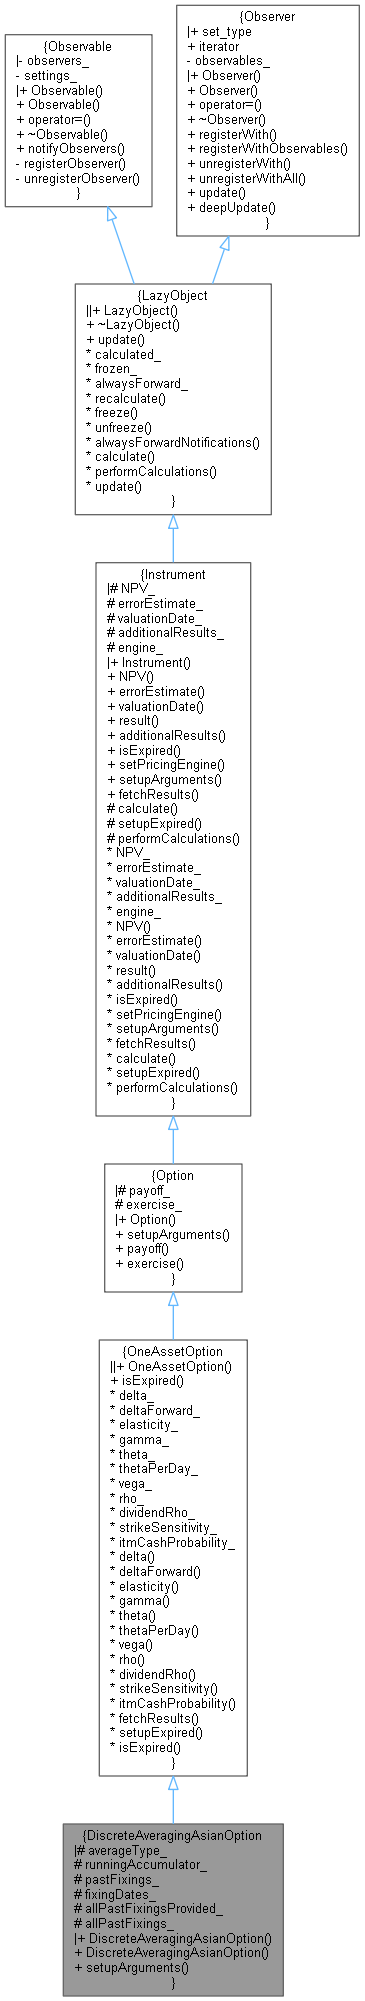 {Observable
|- observers_
- settings_
|+ Observable()
+ Observable()
+ operator=()
+ ~Observable()
+ notifyObservers()
- registerObserver()
- unregisterObserver()
}
{Observer
|+ set_type
+ iterator
- observables_
|+ Observer()
+ Observer()
+ operator=()
+ ~Observer()
+ registerWith()
+ registerWithObservables()
+ unregisterWith()
+ unregisterWithAll()
+ update()
+ deepUpdate()
}
{LazyObject
||+ LazyObject()
+ ~LazyObject()
+ update()
* calculated_
* frozen_
* alwaysForward_
* recalculate()
* freeze()
* unfreeze()
* alwaysForwardNotifications()
* calculate()
* performCalculations()
* update()
}
{Instrument
|# NPV_
# errorEstimate_
# valuationDate_
# additionalResults_
# engine_
|+ Instrument()
+ NPV()
+ errorEstimate()
+ valuationDate()
+ result()
+ additionalResults()
+ isExpired()
+ setPricingEngine()
+ setupArguments()
+ fetchResults()
# calculate()
# setupExpired()
# performCalculations()
* NPV_
* errorEstimate_
* valuationDate_
* additionalResults_
* engine_
* NPV()
* errorEstimate()
* valuationDate()
* result()
* additionalResults()
* isExpired()
* setPricingEngine()
* setupArguments()
* fetchResults()
* calculate()
* setupExpired()
* performCalculations()
}
{Option
|# payoff_
# exercise_
|+ Option()
+ setupArguments()
+ payoff()
+ exercise()
}
{OneAssetOption
||+ OneAssetOption()
+ isExpired()
* delta_
* deltaForward_
* elasticity_
* gamma_
* theta_
* thetaPerDay_
* vega_
* rho_
* dividendRho_
* strikeSensitivity_
* itmCashProbability_
* delta()
* deltaForward()
* elasticity()
* gamma()
* theta()
* thetaPerDay()
* vega()
* rho()
* dividendRho()
* strikeSensitivity()
* itmCashProbability()
* fetchResults()
* setupExpired()
* isExpired()
}
{DiscreteAveragingAsianOption
|# averageType_
# runningAccumulator_
# pastFixings_
# fixingDates_
# allPastFixingsProvided_
# allPastFixings_
|+ DiscreteAveragingAsianOption()
+ DiscreteAveragingAsianOption()
+ setupArguments()
}